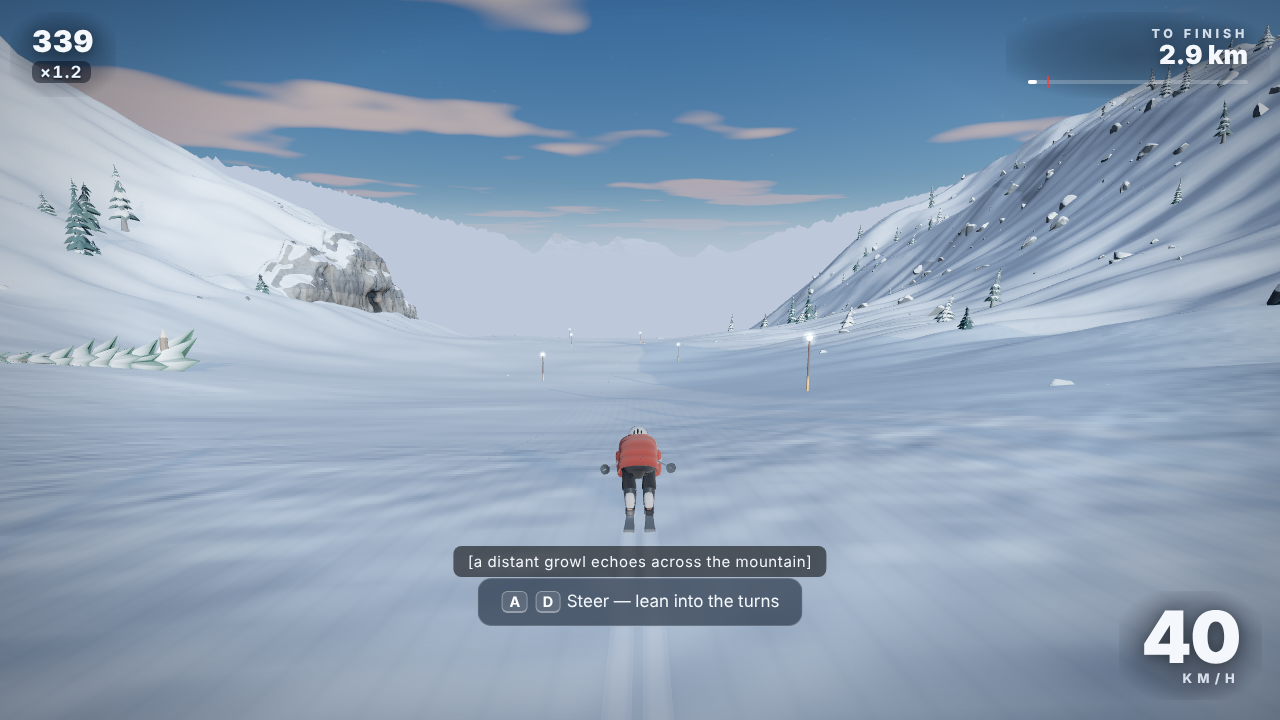 339
×1.2
TO FINISH
2.9 km
[a distant growl echoes across the mountain]
A D Steer — lean into the turns
40
KM/H